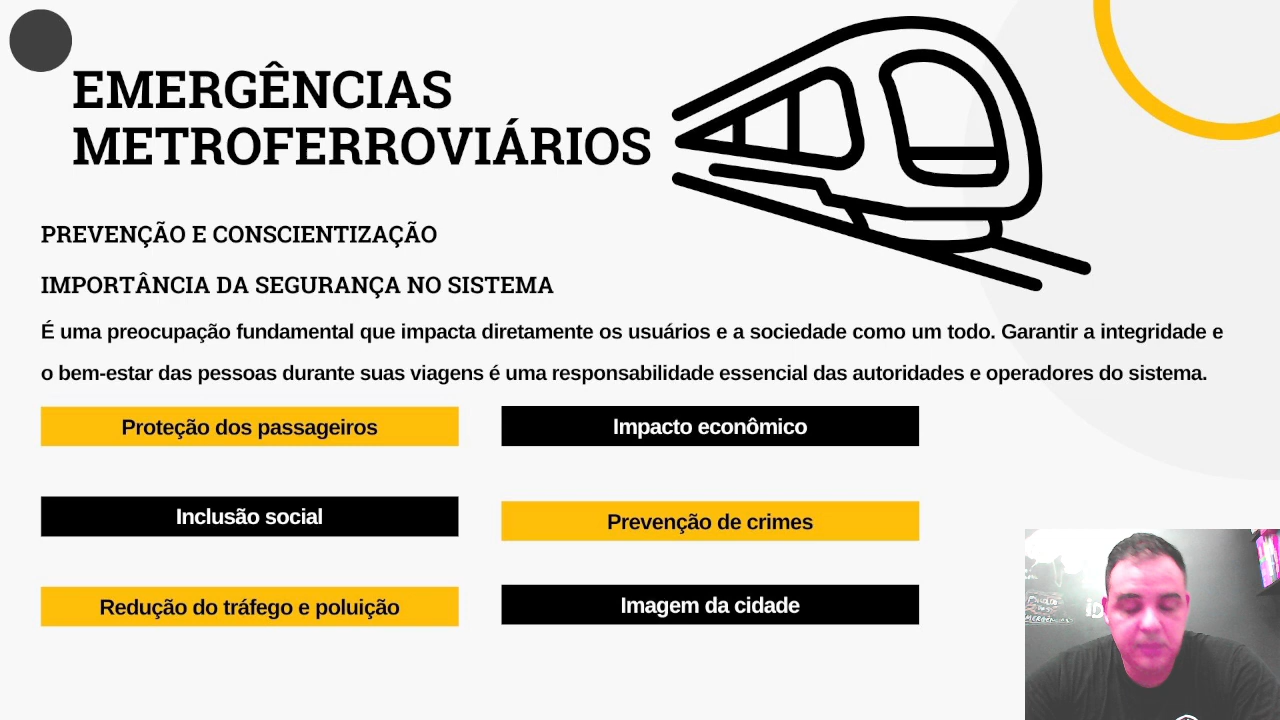 EMERGÊNCIAS
METROFERROVIÁRIOS
PREVENÇÃO E CONSCIENTIZAÇÃO
IMPORTÂNCIA DA SEGURANÇA NO SISTEMA
É uma preocupação fundamental que impacta diretamente os usuários e a sociedade como um todo. Garantir a integridade e
o bem-estar das pessoas durante suas viagens é uma responsabilidade essencial das autoridades e operadores do sistema.
Proteção dos passageiros
Impacto econômico
Inclusão social
Prevenção de crimes
Redução do tráfego e poluição
Imagem da cidade